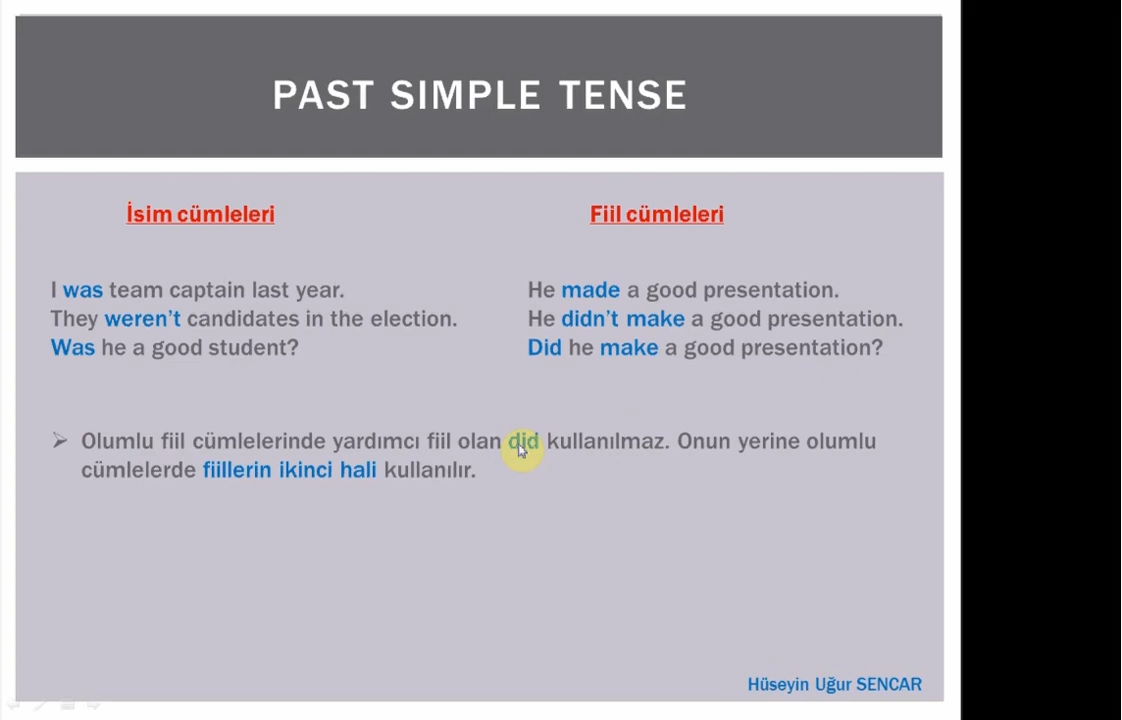 PAST SIMPLE TENSE
İsim cümleleri
I was team captain last year.
They weren't candidates in the election.
Was he a good student?
Fiil cümleleri
He made a good presentation.
He didn't make a good presentation.
Did he make a good presentation?
➢ Olumlu fiil cümlelerinde yardımcı fiil olan did kullanılmaz. Onun yerine olumlu
cümlelerde fiillerin ikinci hali kullanılır.
Hüseyin Uğur SENCAR